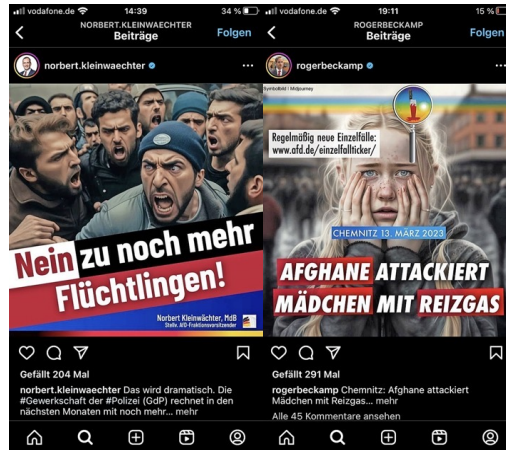 vodafone.de
14:39
34 %
NORBERT.KLEINWAECHTER
Beiträge
Folgen
norbert.kleinwaechter
Nein zu noch mehr
Flüchtlingen!
Norbert Kleinwächter, MdB
Stellv. AfD-Fraktionsvorsitzender
Gefällt 204 Mal
norbert.kleinwaechter Das wird dramatisch. Die
#Gewerkschaft der #Polizei (GdP) rechnet in den
nächsten Monaten mit noch mehr... mehr
vodafone.de
19:11
15 %
ROGERBECKAMP
Beiträge
Folgen
rogerbeckamp
Symbolbild | Midjourney
Regelmäßig neue Einzelfälle:
www.afd.de/einzelfallticker/
CHEMNITZ 13. MÄRZ 2023
AFGHANE ATTACKIERT
MÄDCHEN MIT REIZGAS
Gefällt 291 Mal
rogerbeckamp Chemnitz: Afghane attackiert
Mädchen mit Reizgas... mehr
Alle 45 Kommentare ansehen